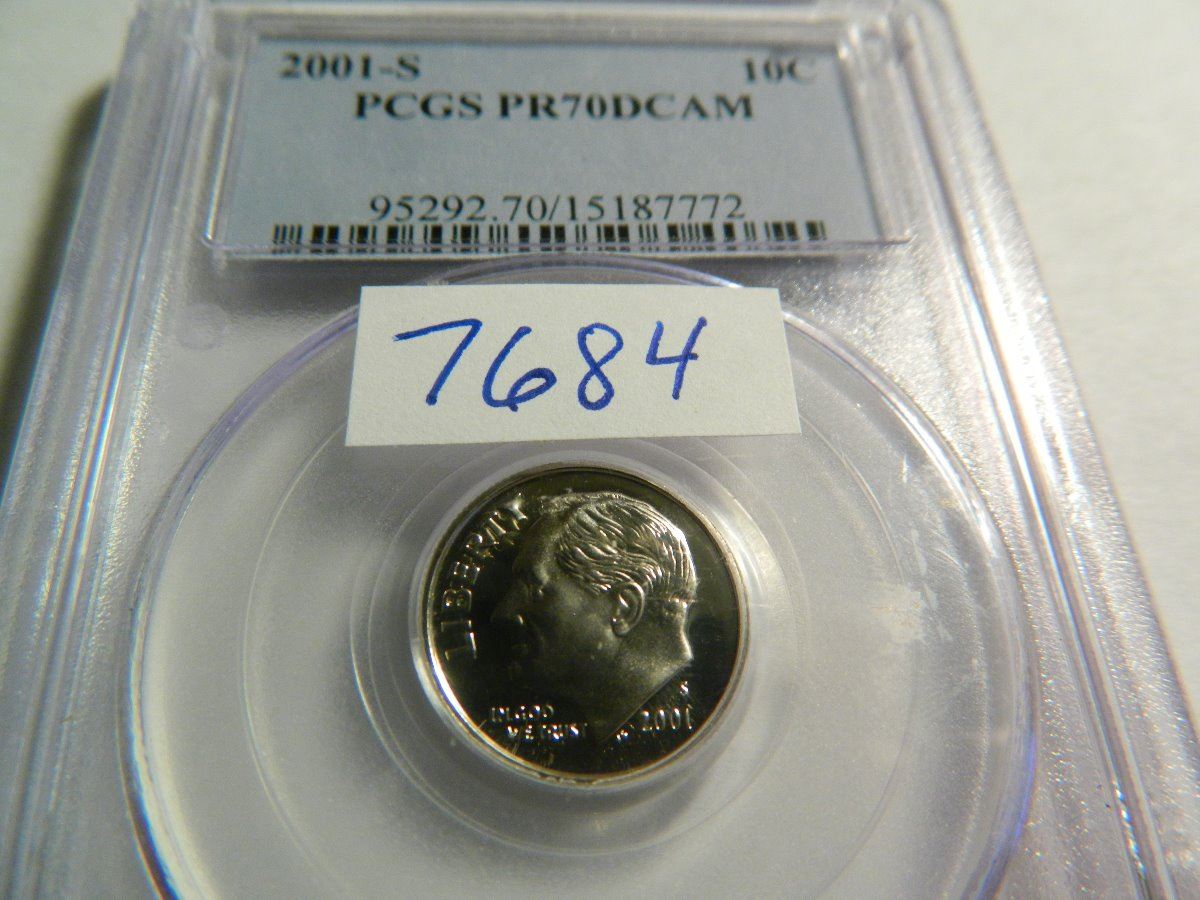 2001-S 10C
PCGS PR70DCAM
95292.70/15187772
7684
LIBERTY
IN GOD
WE TRUST
S
2001